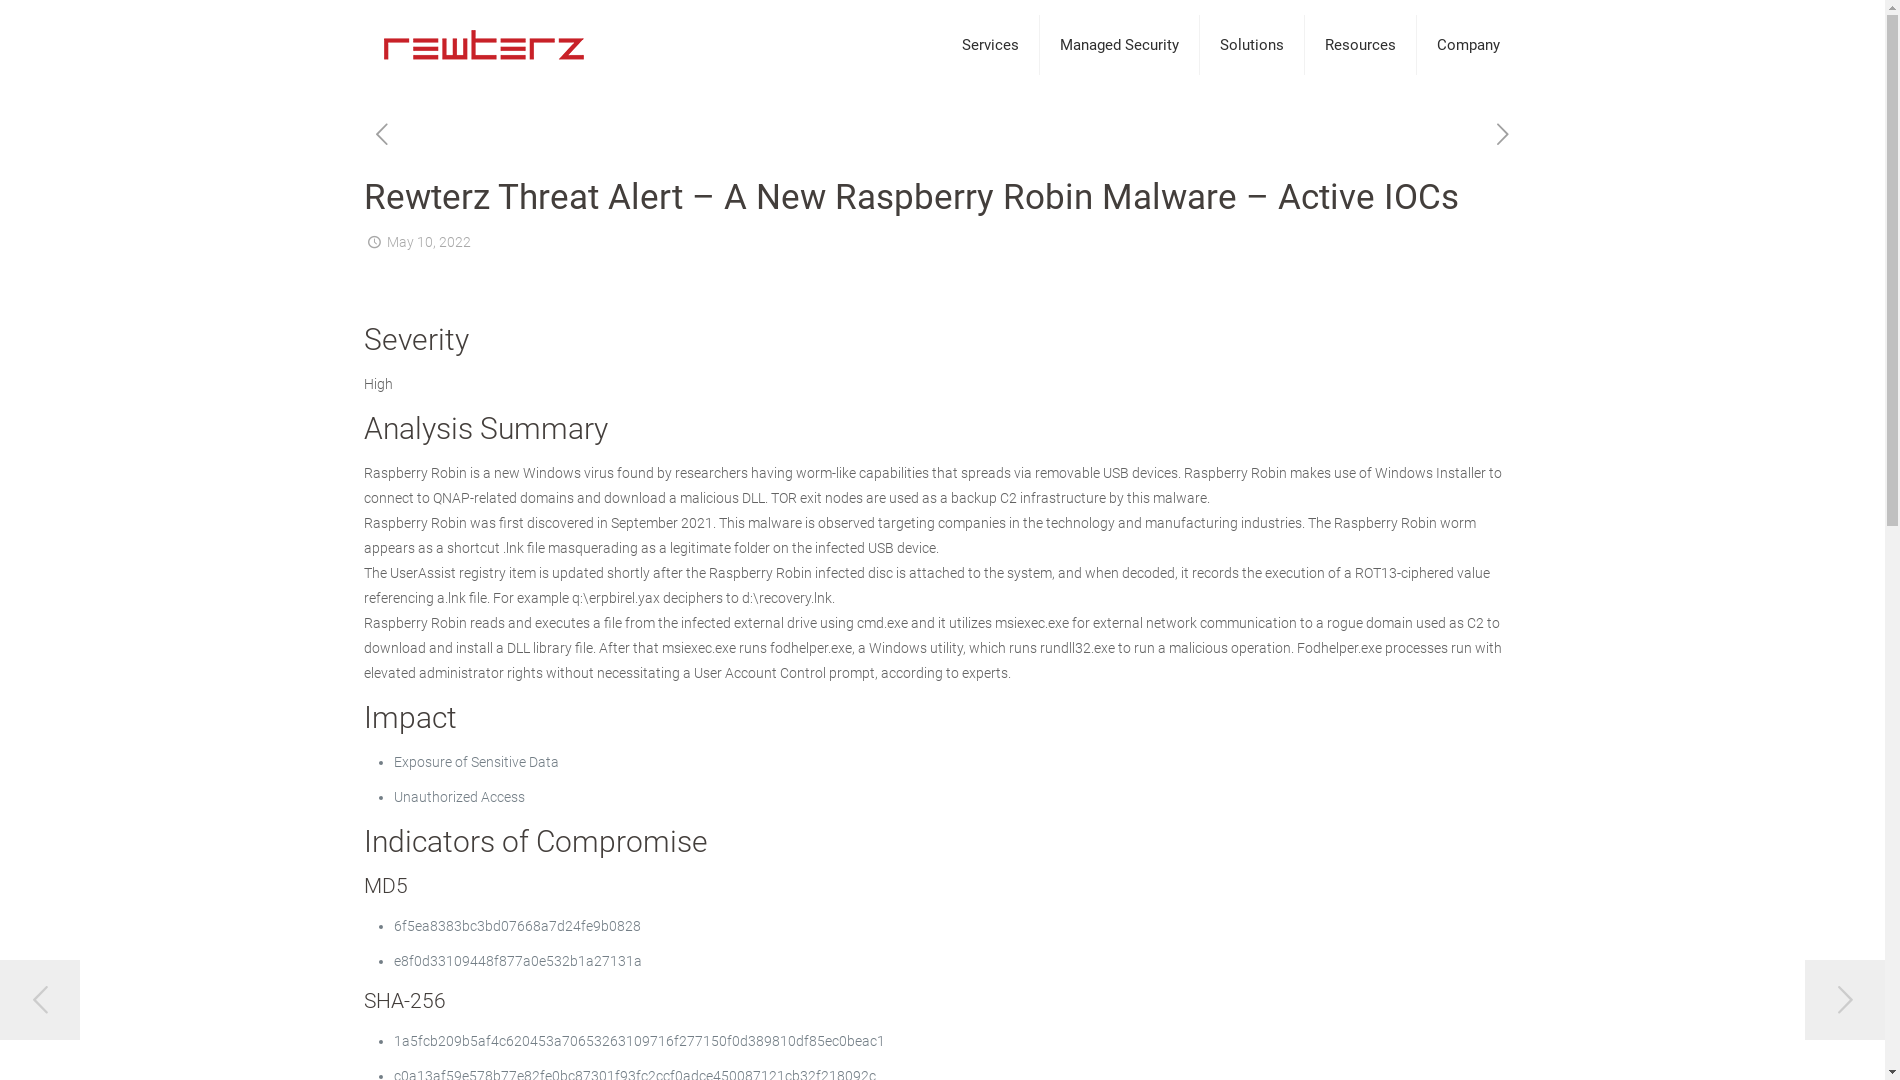 rewterz
Services
Managed Security
Solutions
Resources
Company
Rewterz Threat Alert – A New Raspberry Robin Malware – Active IOCs
May 10, 2022
Severity
High
Analysis Summary
Raspberry Robin is a new Windows virus found by researchers having worm-like capabilities that spreads via removable USB devices. Raspberry Robin makes use of Windows Installer to
connect to QNAP-related domains and download a malicious DLL. TOR exit nodes are used as a backup C2 infrastructure by this malware.
Raspberry Robin was first discovered in September 2021. This malware is observed targeting companies in the technology and manufacturing industries. The Raspberry Robin worm
appears as a shortcut .lnk file masquerading as a legitimate folder on the infected USB device.
The UserAssist registry item is updated shortly after the Raspberry Robin infected disc is attached to the system, and when decoded, it records the execution of a ROT13-ciphered value
referencing a.lnk file. For example q:\erpbirel.yax deciphers to d:\recovery.lnk.
Raspberry Robin reads and executes a file from the infected external drive using cmd.exe and it utilizes msiexec.exe for external network communication to a rogue domain used as C2 to
download and install a DLL library file. After that msiexec.exe runs fodhelper.exe, a Windows utility, which runs rundll32.exe to run a malicious operation. Fodhelper.exe processes run with
elevated administrator rights without necessitating a User Account Control prompt, according to experts.
Impact
Exposure of Sensitive Data
Unauthorized Access
Indicators of Compromise
MD5
6f5ea8383bc3bd07668a7d24fe9b0828
e8f0d33109448f877a0e532b1a27131a
SHA-256
1a5fcb209b5af4c620453a70653263109716f277150f0d389810df85ec0beac1
c0a13af59e578b77e82fe0bc87301f93fc2ccf0adce450087121cb32f218092c